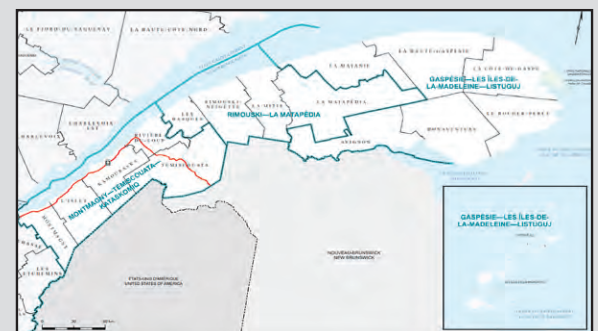 LE FJORD-DU-SAGUENAY
LA HAUTE-CÔTE-NORD
LA HAUTE-GASPÉSIE
LA MATANIE
LA CÔTE-DE-GASPÉ
GASPÉSIE—LES ÎLES-DE-
LA-MADELEINE—LISTUGUJ
RIMOUSKI-
NEIGETTE
LA MITIS
LA MATAPÉDIA
RIMOUSKI—LA MATAPÉDIA
LE ROCHER-PERCÉ
BONAVENTURE
AVIGNON
LES
BASQUES
RIVIÈRE-
DU-LOUP
CHARLEVOIX-
EST
CHARLEVOIX
TÉMISCOUATA
KAMOURASKA
MONTMAGNY—TÉMISCOUATA—
KATASKOMIQ
L'ISLET
MONTMAGNY
LES
ETCHEMINS
ÉTATS-UNIS D'AMÉRIQUE
UNITED STATES OF AMERICA
NOUVEAU-BRUNSWICK
NEW BRUNSWICK
GASPÉSIE—LES ÎLES-DE-
LA-MADELEINE—LISTUGUJ